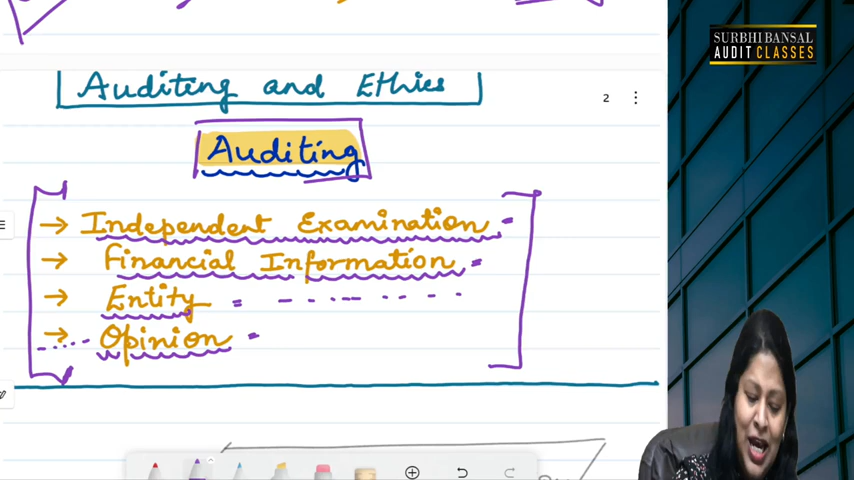 SURBHI BANSAL
AUDIT CLASSES
Auditing and Ethics
2
Auditing
→ Independent Examination
→ Financial Information
→ Entity
→ Opinion